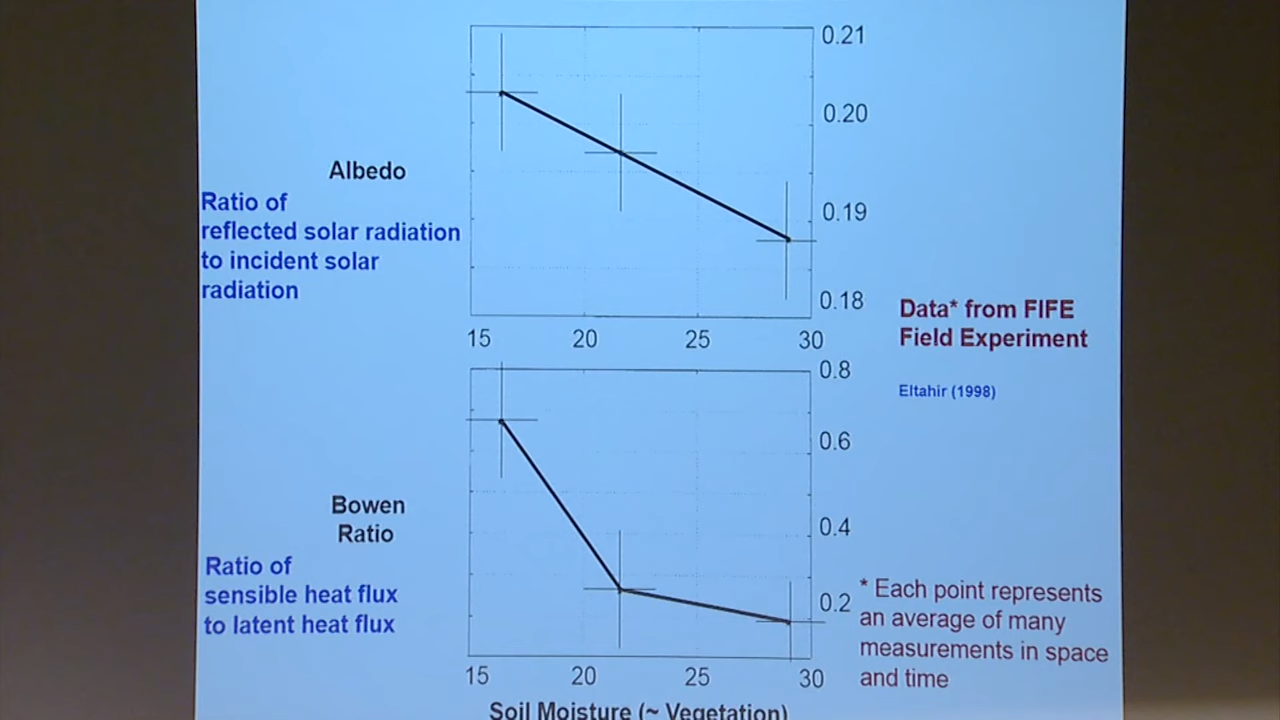 0.21
0.20
Albedo
Ratio of
reflected solar radiation
to incident solar
radiation
0.19
0.18
Data* from FIFE
Field Experiment
15 20 25 30
Eltahir (1998)
0.8
0.6
Bowen
Ratio
0.4
Ratio of
sensible heat flux
to latent heat flux
0.2
* Each point represents
an average of many
measurements in space
and time
15 20 25 30
Soil Moisture (~ Vegetation)